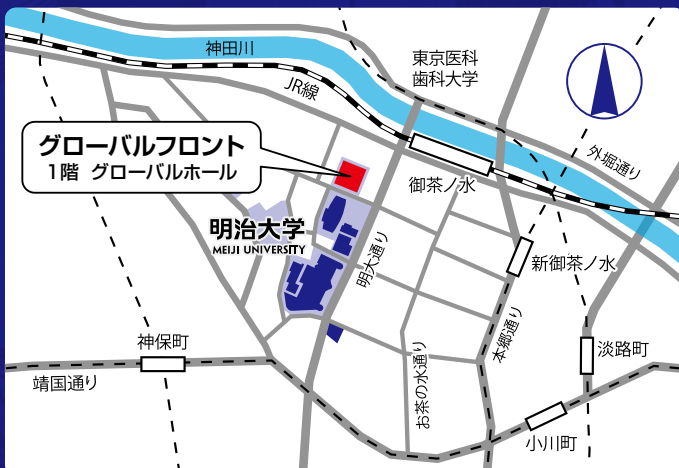 神田川
東京医科
歯科大学
JR線
外堀通り
グローバルフロント
1階 グローバルホール
御茶ノ水
明治大学
MEIJI UNIVERSITY
明大通り
新御茶ノ水
神保町
本郷通り
淡路町
靖国通り
お茶の水通り
小川町